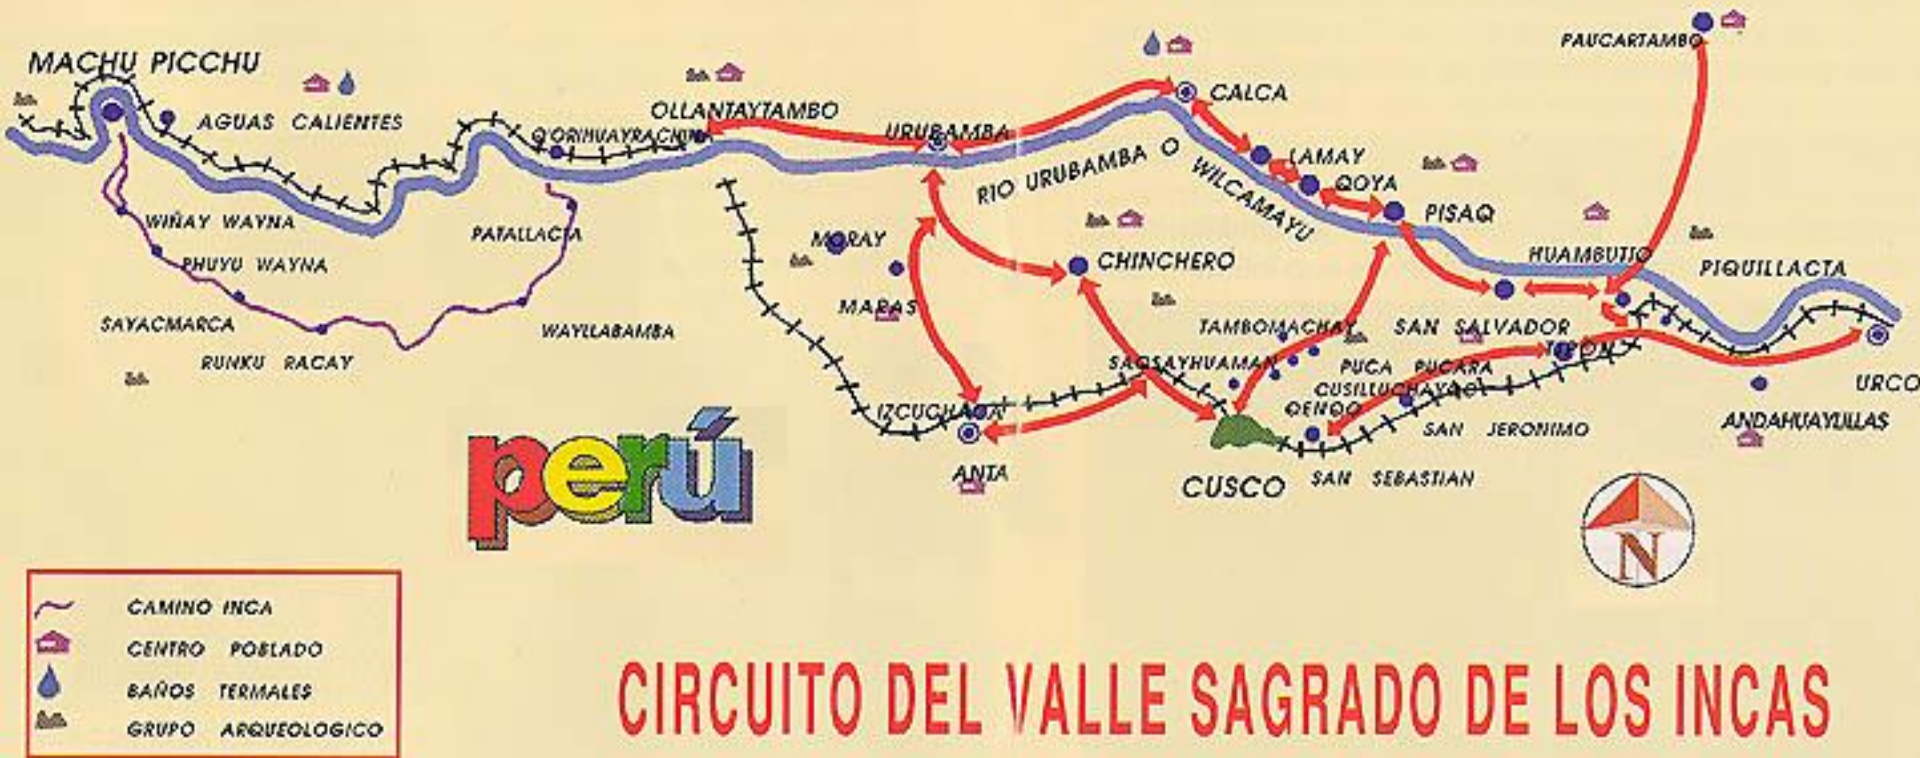 MACHU PICCHU
AGUAS CALIENTES
Q'ORIHUAYRACHINA
OLLANTAYTAMBO
URUBAMBA
CALCA
PAUCARTAMBO
LAMAY
QOYA
PISAQ
RIO URUBAMBA O WILCAMAYU
HUAMBUTIO
PIQUILLACTA
WIÑAY WAYNA
PHUYU WAYNA
SAYACMARCA
RUNKU RACAY
PATALLACTA
WAYLLABAMBA
MORAY
MARAS
CHINCHERO
TAMBOMACHAY
SAN SALVADOR
SAQSAYHUAMAN
PUCA PUCARA
TIPON
CUSILLUCHAYOC
QENQO
IZCUCHACA
ANTA
CUSCO
SAN SEBASTIAN
SAN JERONIMO
URCO
ANDAHUAYLILLAS
perú
N
CAMINO INCA
CENTRO POBLADO
BAÑOS TERMALES
GRUPO ARQUEOLOGICO
CIRCUITO DEL VALLE SAGRADO DE LOS INCAS